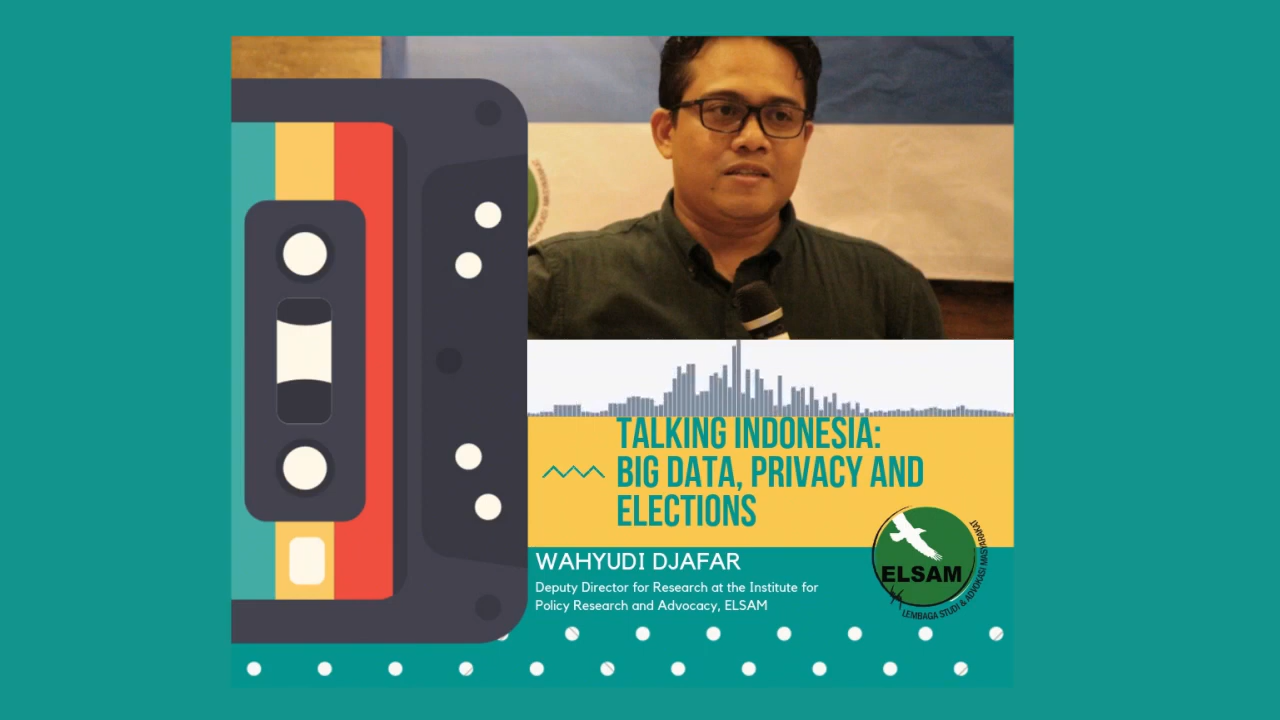 TALKING INDONESIA:
BIG DATA, PRIVACY AND
ELECTIONS
WAHYUDI DJAFAR
Deputy Director for Research at the Institute for
Policy Research and Advocacy, ELSAM
ELSAM
LEMBAGA STUDI & ADVOKASI MASYARAKAT